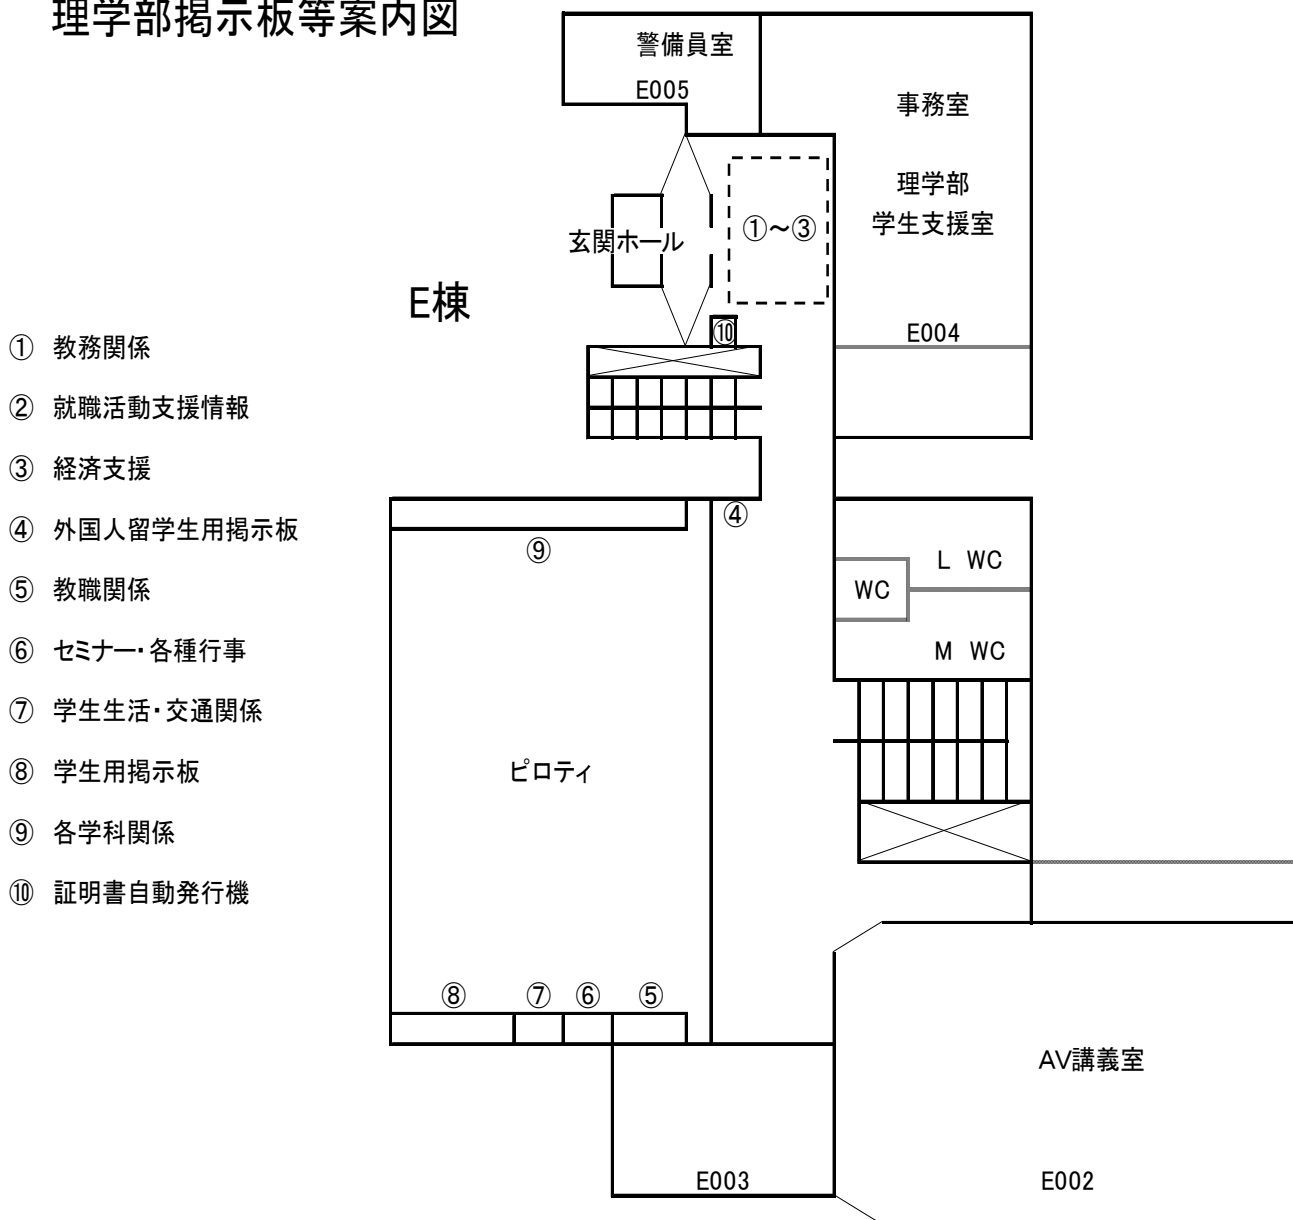 理学部掲示板等案内図
警備員室
E005
事務室
理学部
学生支援室
①～③
玄関ホール
E棟
⑩
E004
① 教務関係
② 就職活動支援情報
③ 経済支援
④ 外国人留学生用掲示板
⑤ 教職関係
⑥ セミナー・各種行事
⑦ 学生生活・交通関係
⑧ 学生用掲示板
⑨ 各学科関係
⑩ 証明書自動発行機
④
⑨
L WC
WC
M WC
ピロティ
⑧ ⑦ ⑥ ⑤
AV講義室
E003
E002